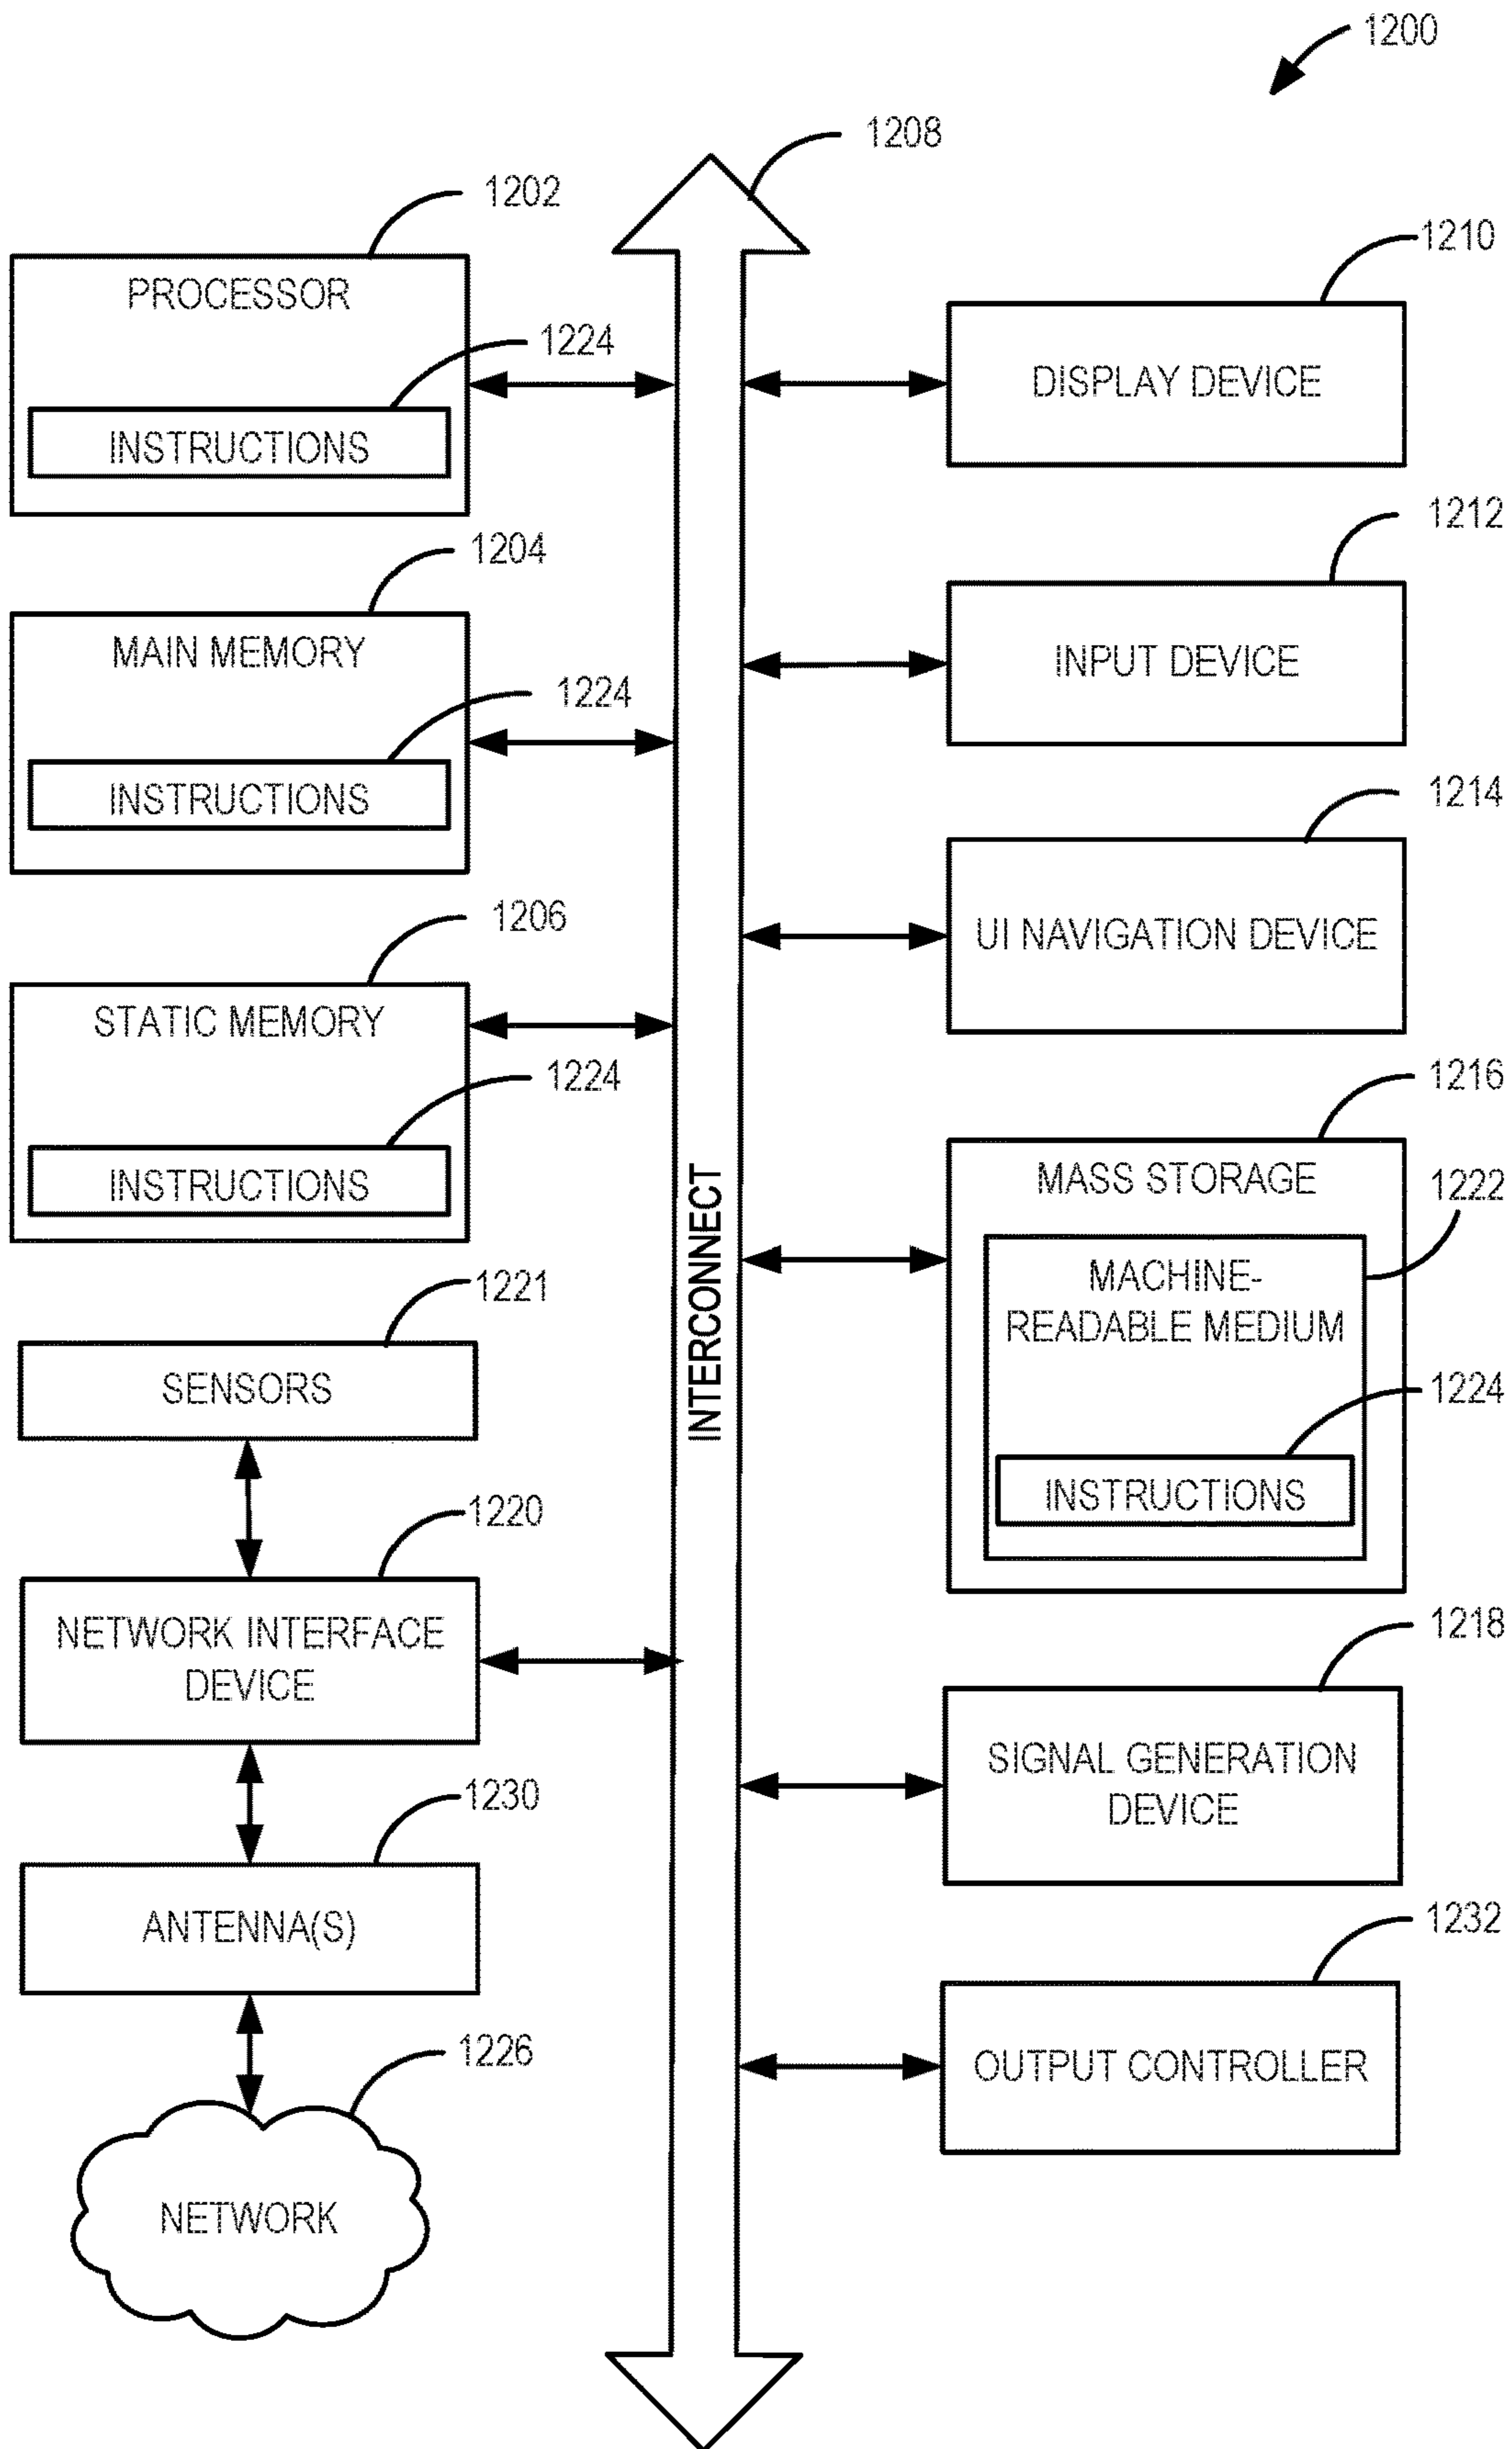 1200
1208
1202
PROCESSOR
1224
INSTRUCTIONS
1204
MAIN MEMORY
1224
INSTRUCTIONS
1206
STATIC MEMORY
1224
INSTRUCTIONS
1221
SENSORS
1220
NETWORK INTERFACE
DEVICE
1230
ANTENNA(S)
1226
NETWORK
INTERCONNECT
1210
DISPLAY DEVICE
1212
INPUT DEVICE
1214
UI NAVIGATION DEVICE
1216
MASS STORAGE
1222
MACHINE-
READABLE MEDIUM
1224
INSTRUCTIONS
1218
SIGNAL GENERATION
DEVICE
1232
OUTPUT CONTROLLER